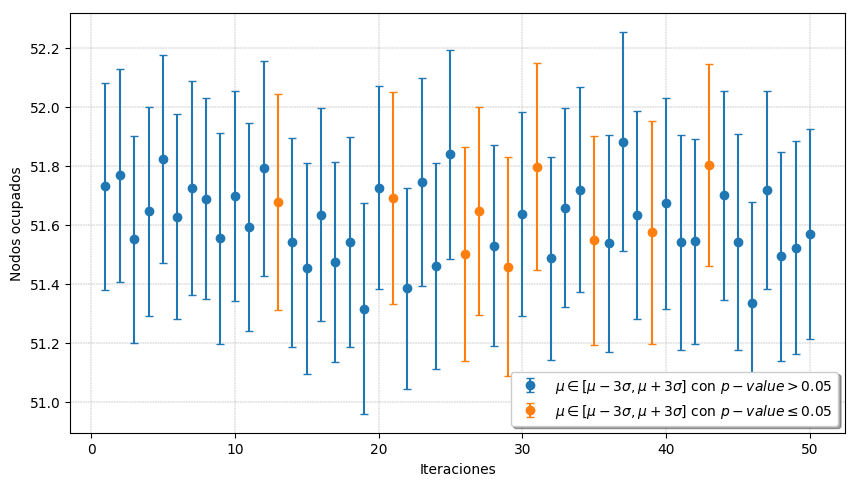 52.2
52.0
51.8
51.6
51.4
51.2
51.0
Nodos ocupados
μ ∈ [μ − 3σ, μ + 3σ] con p − value > 0.05
μ ∈ [μ − 3σ, μ + 3σ] con p − value ≤ 0.05
0 10 20 30 40 50
Iteraciones